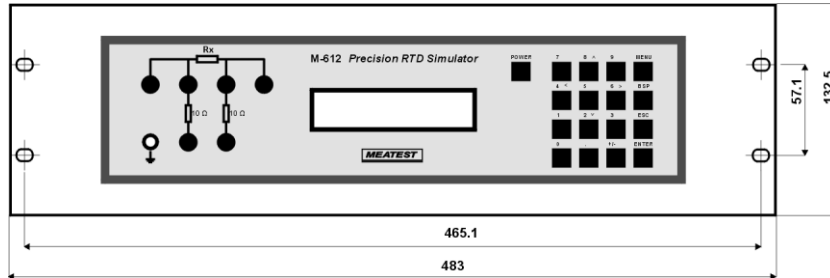 Rx
M-612 Precision RTD Simulator
POWER
7 8 ^ 9 MENU
4 < 5 6 > BSP
1 2 v 3 ESC
0 . +/- ENTER
10 Ω 10 Ω
MEATEST
57.1
132.5
465.1
483